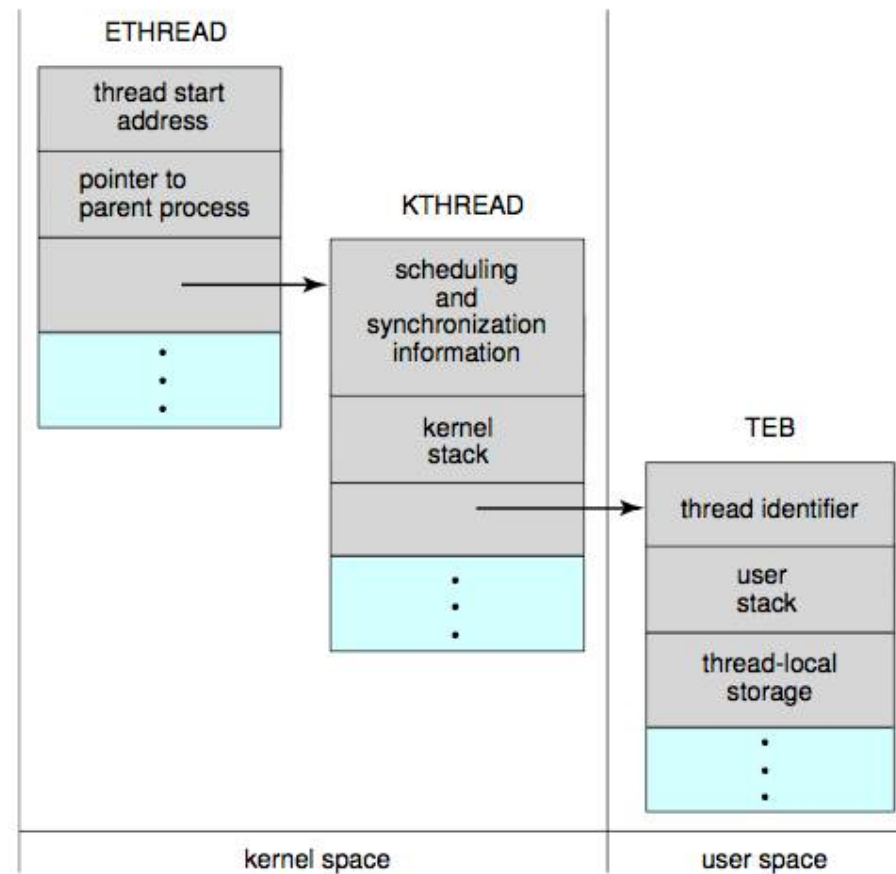 ETHREAD
thread start
address
pointer to
parent process
KTHREAD
scheduling
and
synchronization
information
kernel
stack
TEB
thread identifier
user
stack
thread-local
storage
kernel space
user space